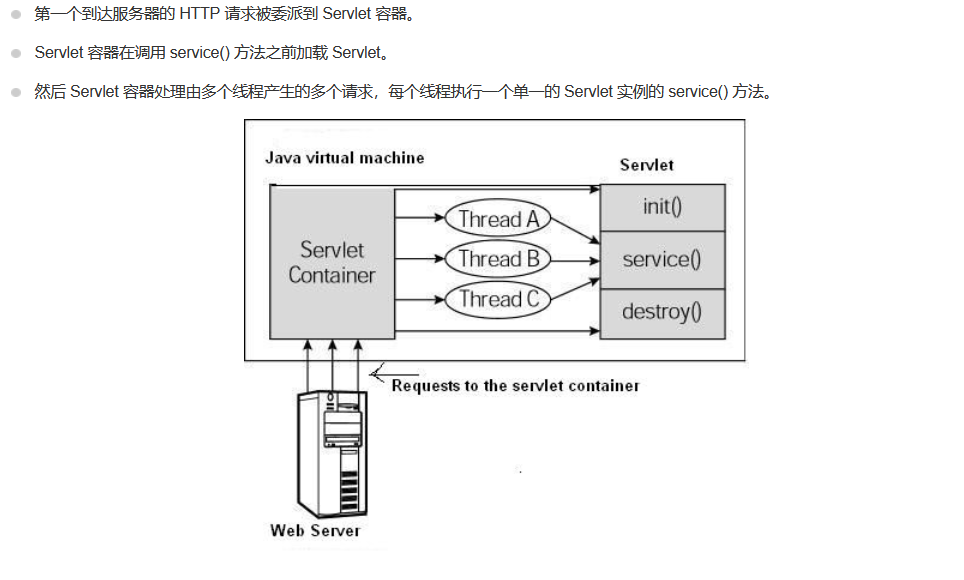 第一个到达服务器的 HTTP 请求被委派到 Servlet 容器。
Servlet 容器在调用 service() 方法之前加载 Servlet。
然后 Servlet 容器处理由多个线程产生的多个请求，每个线程执行一个单一的 Servlet 实例的 service() 方法。
Java virtual machine
Servlet
init()
Thread A
Servlet
Container
Thread B
service()
Thread C
destroy()
Requests to the servlet container
Web Server